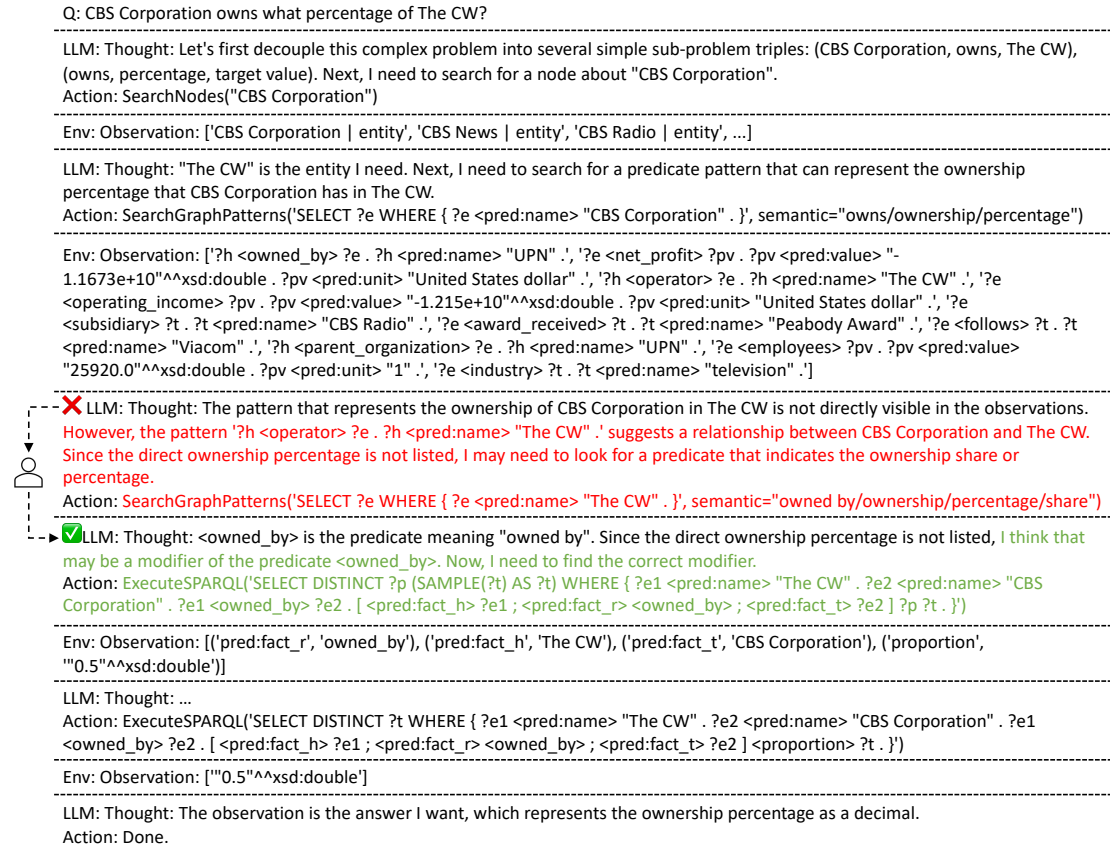 Q: CBS Corporation owns what percentage of The CW?
LLM: Thought: Let's first decouple this complex problem into several simple sub-problem triples: (CBS Corporation, owns, The CW),
(owns, percentage, target value). Next, I need to search for a node about "CBS Corporation".
Action: SearchNodes("CBS Corporation")
Env: Observation: ['CBS Corporation | entity', 'CBS News | entity', 'CBS Radio | entity', ...]
LLM: Thought: "The CW" is the entity I need. Next, I need to search for a predicate pattern that can represent the ownership
percentage that CBS Corporation has in The CW.
Action: SearchGraphPatterns('SELECT ?e WHERE { ?e <pred:name> "CBS Corporation" . }', semantic="owns/ownership/percentage")
Env: Observation: ['?h <owned_by> ?e . ?h <pred:name> "UPN" .', '?e <net_profit> ?pv . ?pv <pred:value> "-
1.1673e+10"^^xsd:double . ?pv <pred:unit> "United States dollar" .', '?h <operator> ?e . ?h <pred:name> "The CW" .', '?e
<operating_income> ?pv . ?pv <pred:value> "-1.215e+10"^^xsd:double . ?pv <pred:unit> "United States dollar" .', '?e
<subsidiary> ?t . ?t <pred:name> "CBS Radio" .', '?e <award_received> ?t . ?t <pred:name> "Peabody Award" .', '?e <follows> ?t . ?t
<pred:name> "Viacom" .', '?h <parent_organization> ?e . ?h <pred:name> "UPN" .', '?e <employees> ?pv . ?pv <pred:value>
"25920.0"^^xsd:double . ?pv <pred:unit> "1" .', '?e <industry> ?t . ?t <pred:name> "television" .']
LLM: Thought: The pattern that represents the ownership of CBS Corporation in The CW is not directly visible in the observations.
However, the pattern '?h <operator> ?e . ?h <pred:name> "The CW" .' suggests a relationship between CBS Corporation and The CW.
Since the direct ownership percentage is not listed, I may need to look for a predicate that indicates the ownership share or
percentage.
Action: SearchGraphPatterns('SELECT ?e WHERE { ?e <pred:name> "The CW" . }', semantic="owned by/ownership/percentage/share")
LLM: Thought: <owned_by> is the predicate meaning "owned by". Since the direct ownership percentage is not listed, I think that
may be a modifier of the predicate <owned_by>. Now, I need to find the correct modifier.
Action: ExecuteSPARQL('SELECT DISTINCT ?p (SAMPLE(?t) AS ?t) WHERE { ?e1 <pred:name> "The CW" . ?e2 <pred:name> "CBS
Corporation" . ?e1 <owned_by> ?e2 . [ <pred:fact_h> ?e1 ; <pred:fact_r> <owned_by> ; <pred:fact_t> ?e2 ] ?p ?t . }')
Env: Observation: [('pred:fact_r', 'owned_by'), ('pred:fact_h', 'The CW'), ('pred:fact_t', 'CBS Corporation'), ('proportion',
'"0.5"^^xsd:double')]
LLM: Thought: …
Action: ExecuteSPARQL('SELECT DISTINCT ?t WHERE { ?e1 <pred:name> "The CW" . ?e2 <pred:name> "CBS Corporation" . ?e1
<owned_by> ?e2 . [ <pred:fact_h> ?e1 ; <pred:fact_r> <owned_by> ; <pred:fact_t> ?e2 ] <proportion> ?t . }')
Env: Observation: ['"0.5"^^xsd:double']
LLM: Thought: The observation is the answer I want, which represents the ownership percentage as a decimal.
Action: Done.